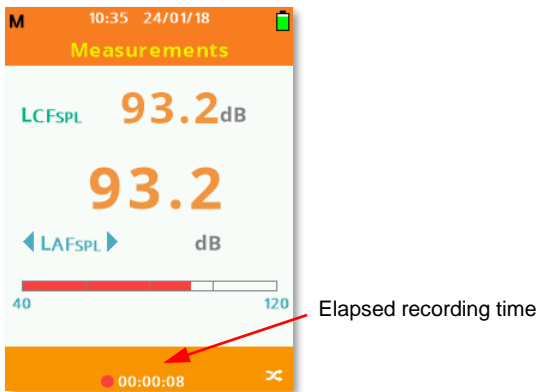 M 10:35 24/01/18
Measurements
LCFSPL 93.2dB
93.2
LAFSPL dB
40 120
Elapsed recording time
00:00:08